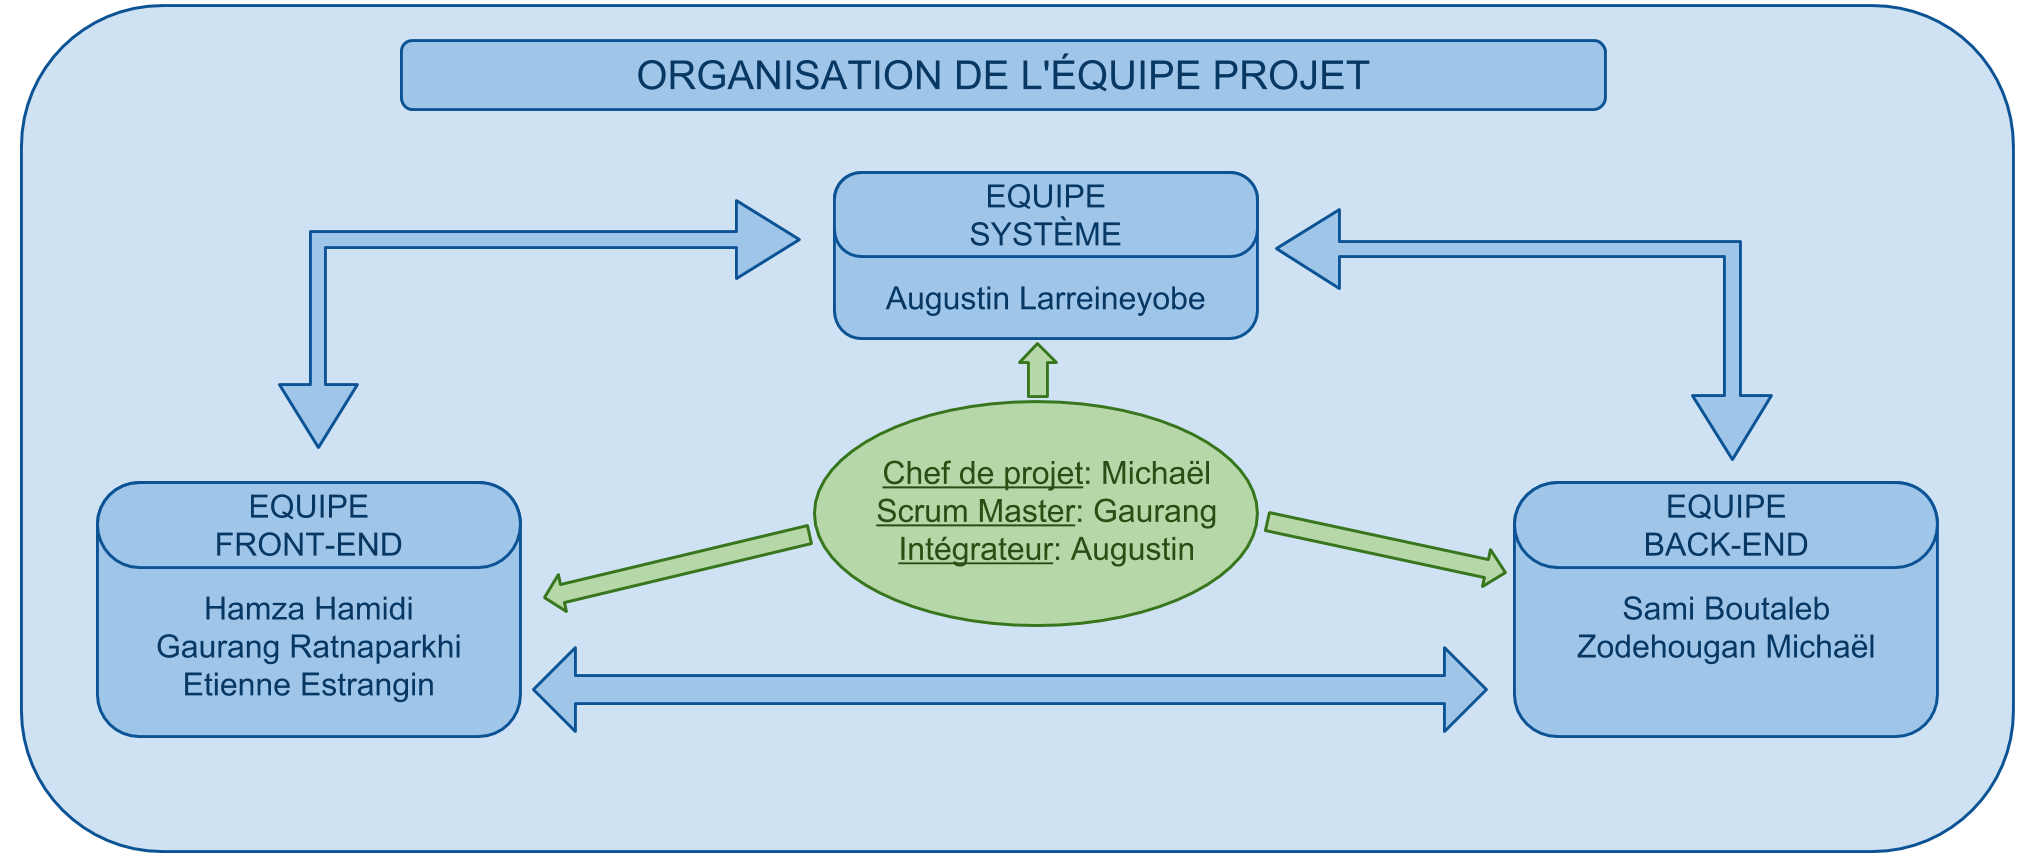 ORGANISATION DE L'ÉQUIPE PROJET
EQUIPE
SYSTÈME
Augustin Larreineyobe
Chef de projet: Michaël
Scrum Master: Gaurang
Intégrateur: Augustin
EQUIPE
FRONT-END
Hamza Hamidi
Gaurang Ratnaparkhi
Etienne Estrangin
EQUIPE
BACK-END
Sami Boutaleb
Zodehougan Michaël